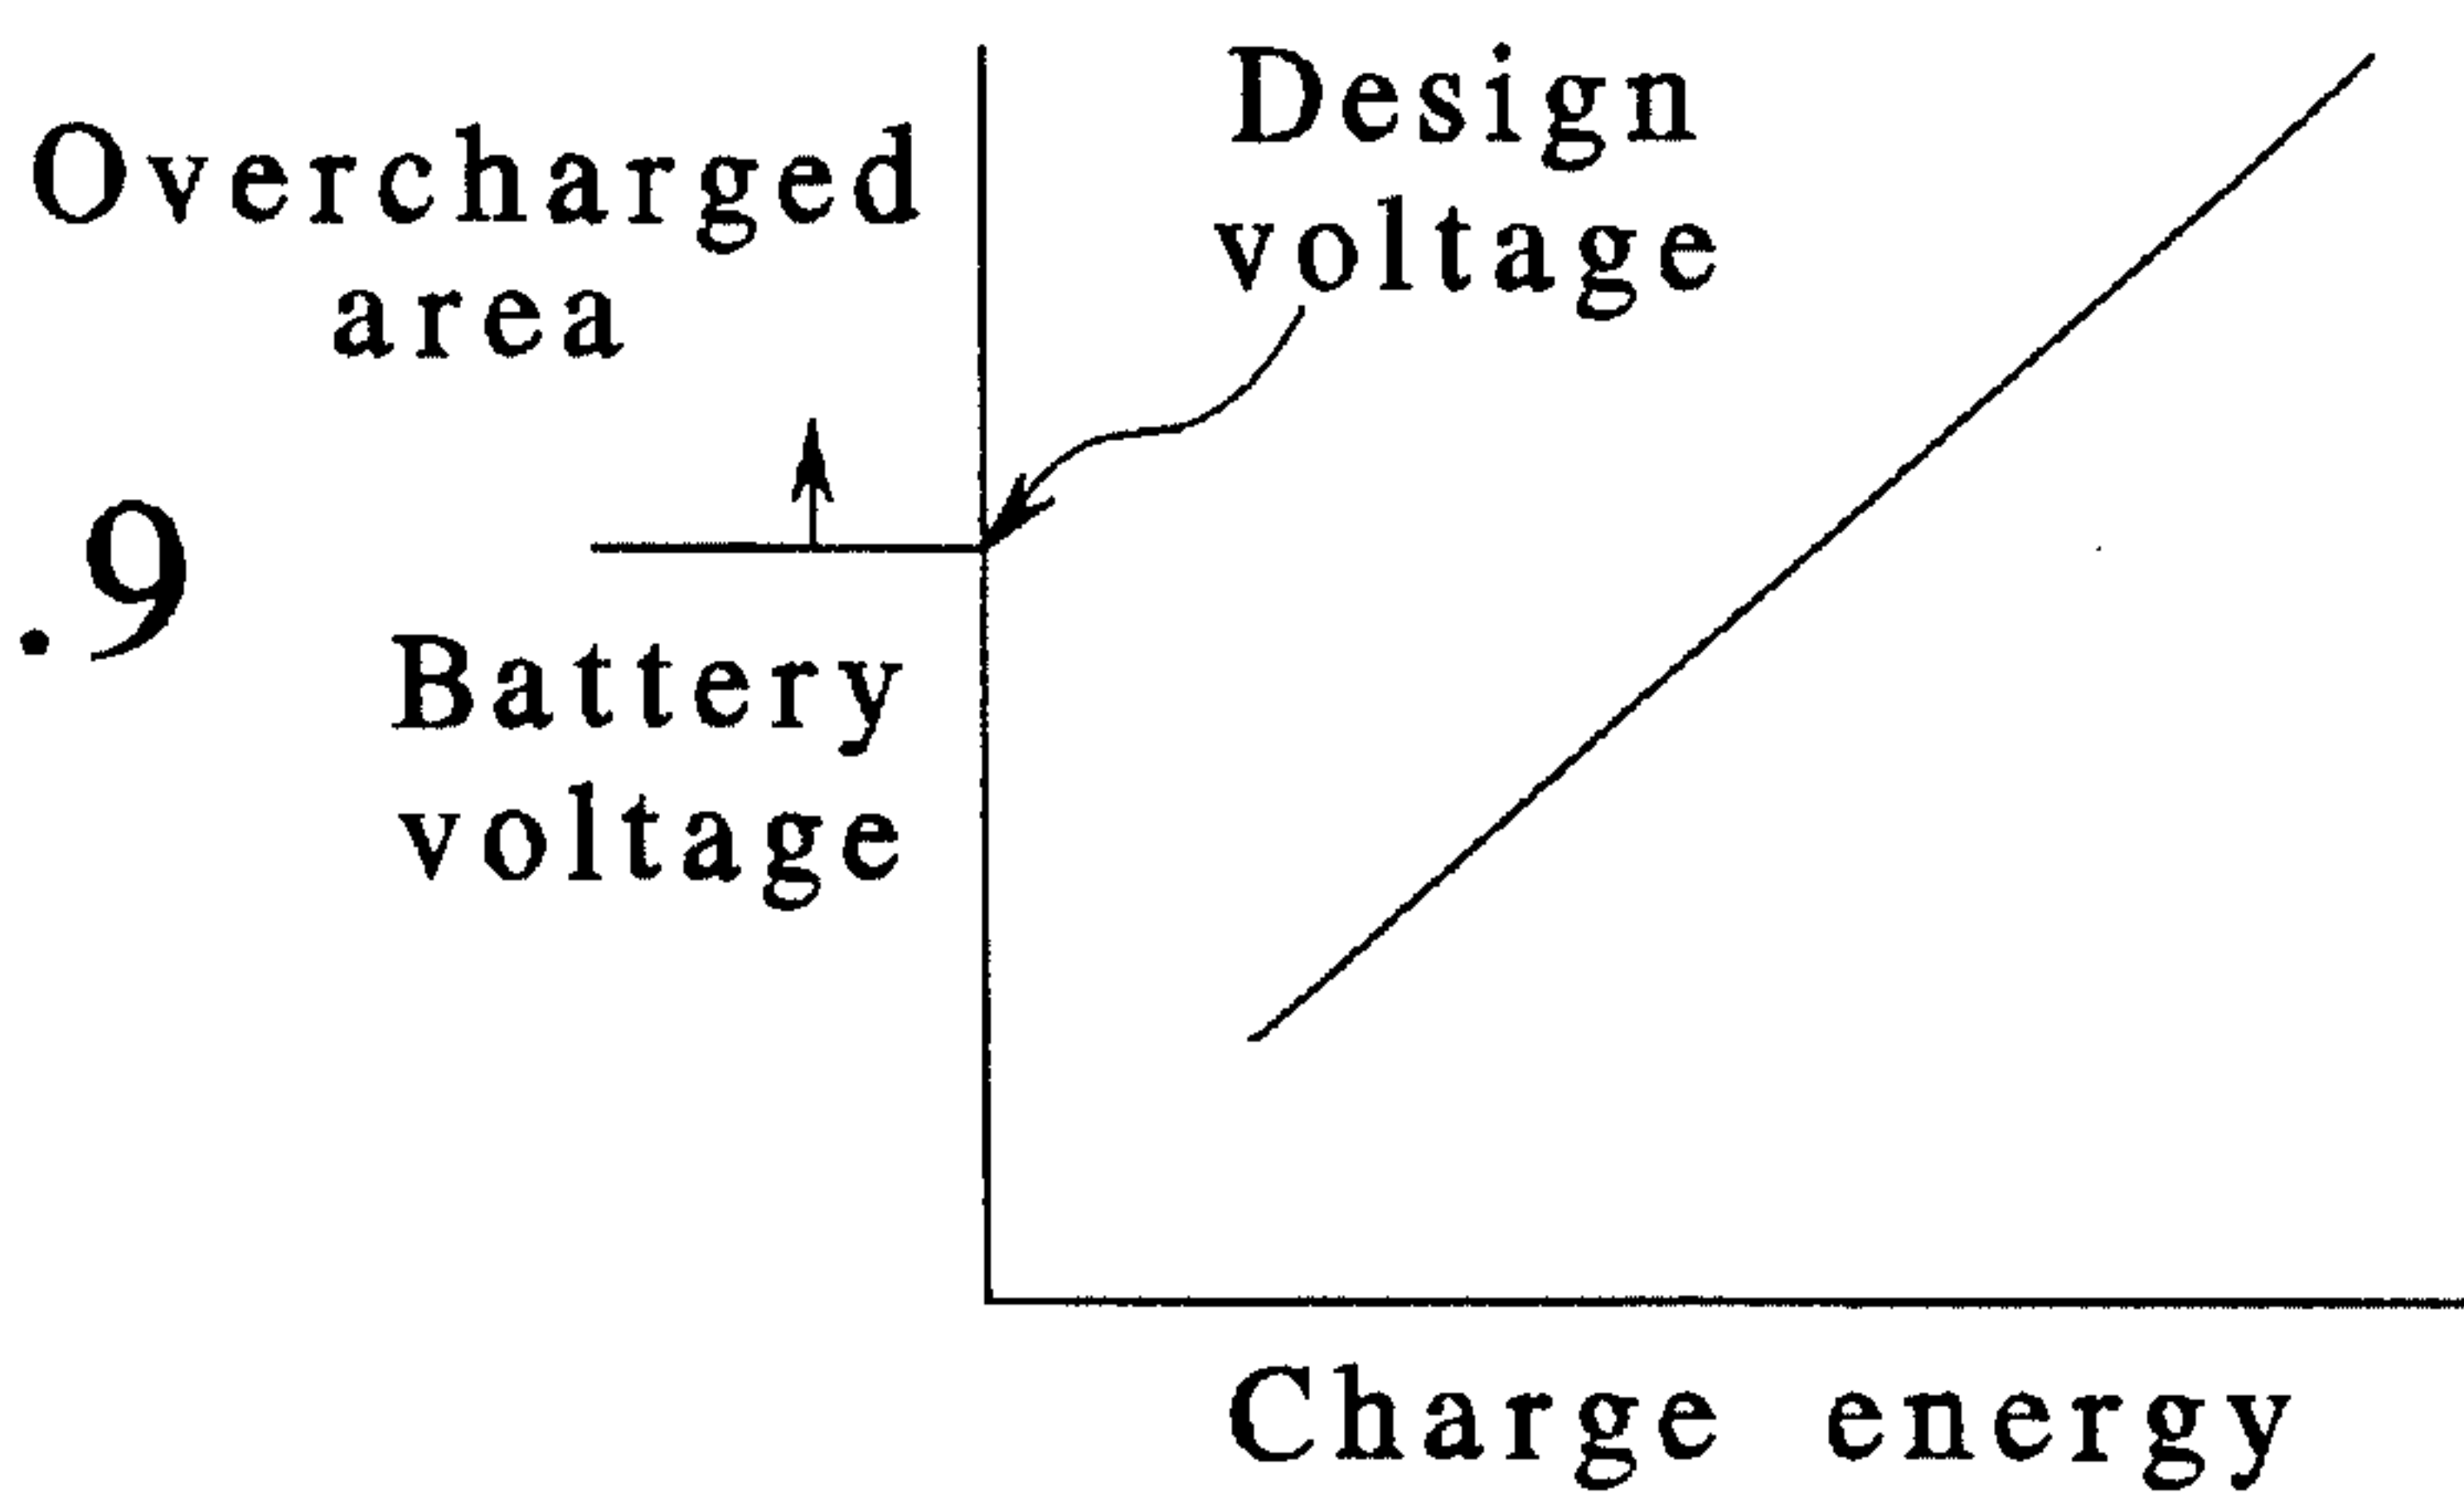 Overcharged
area
Design
voltage
.9
Battery
voltage
Charge energy